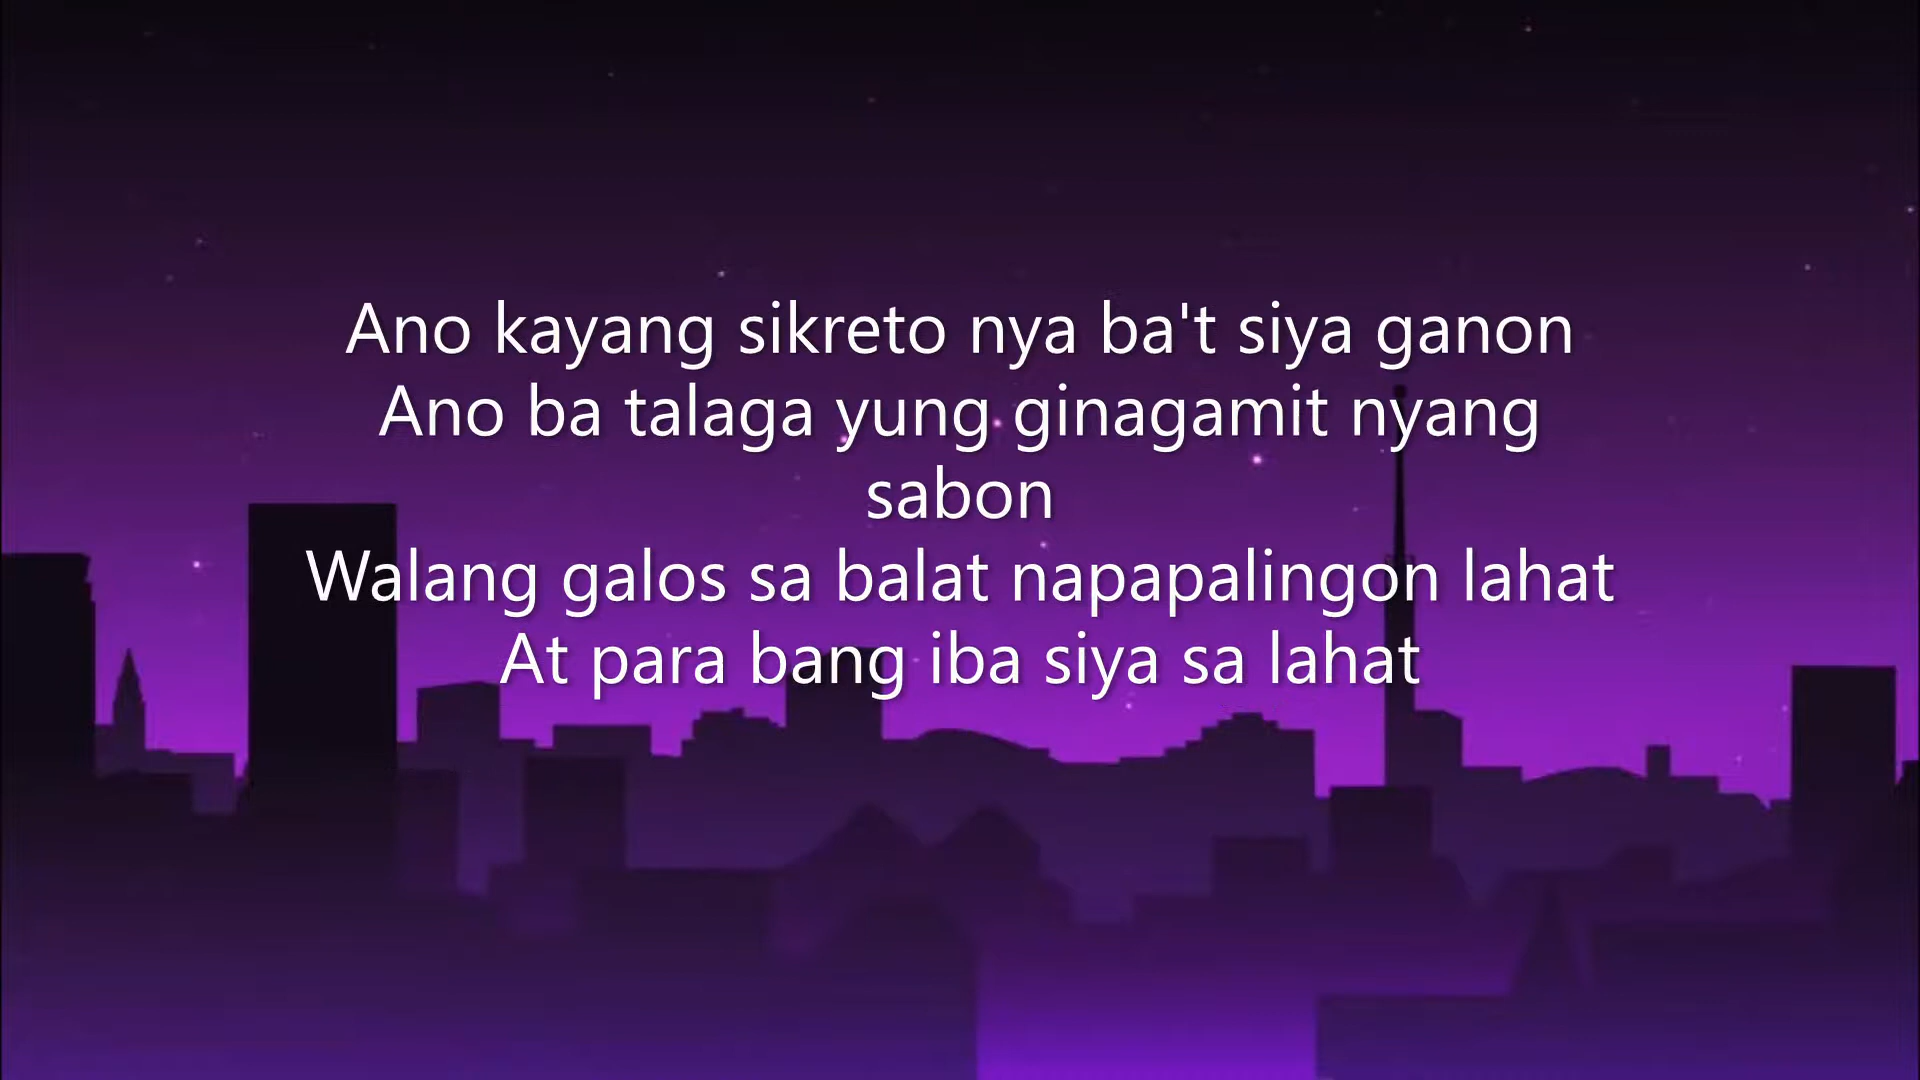 Ano kayang sikreto nya ba't siya ganon
Ano ba talaga yung ginagamit nyang
sabon
Walang galos sa balat napapalingon lahat
At para bang iba siya sa lahat